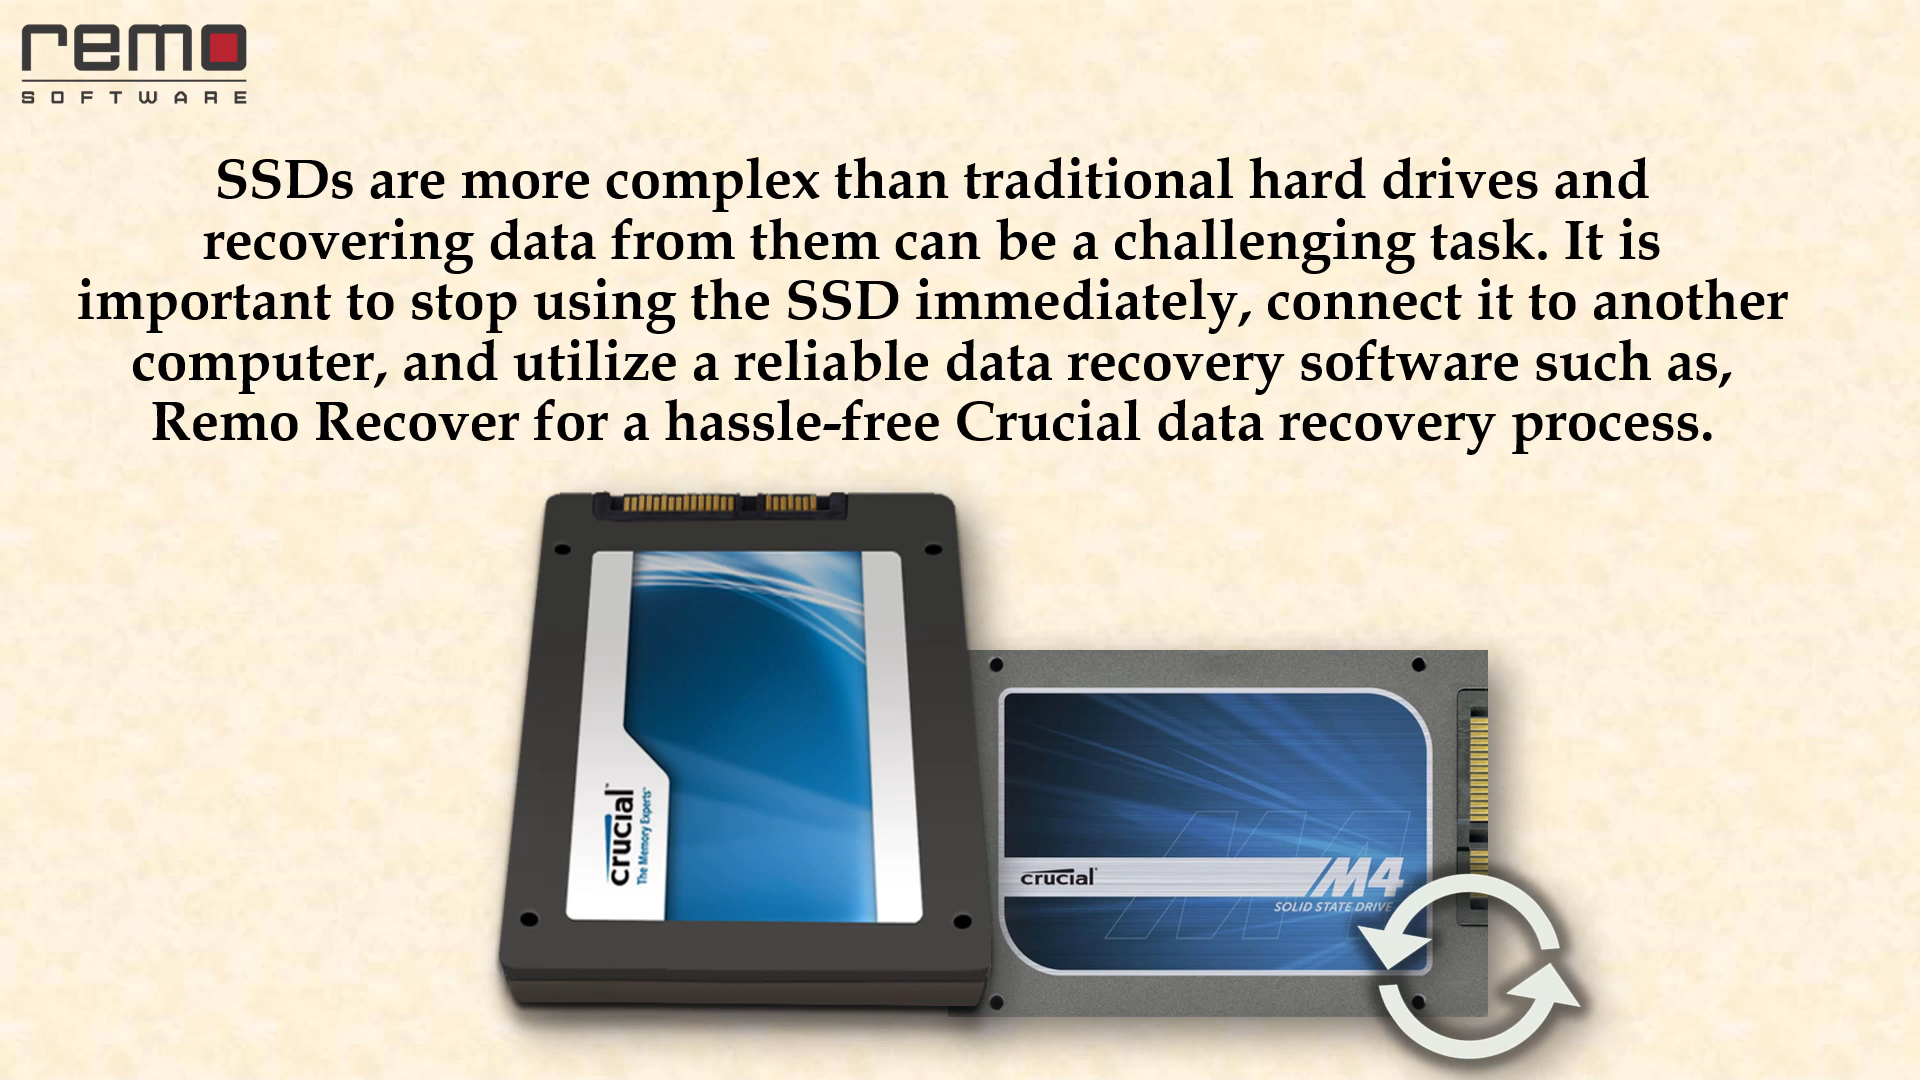 remo
SOFTWARE
SSDs are more complex than traditional hard drives and
recovering data from them can be a challenging task. It is
important to stop using the SSD immediately, connect it to another
computer, and utilize a reliable data recovery software such as,
Remo Recover for a hassle-free Crucial data recovery process.
crucial™
The Memory Experts™
crucial
M4
SOLID STATE DRIVE